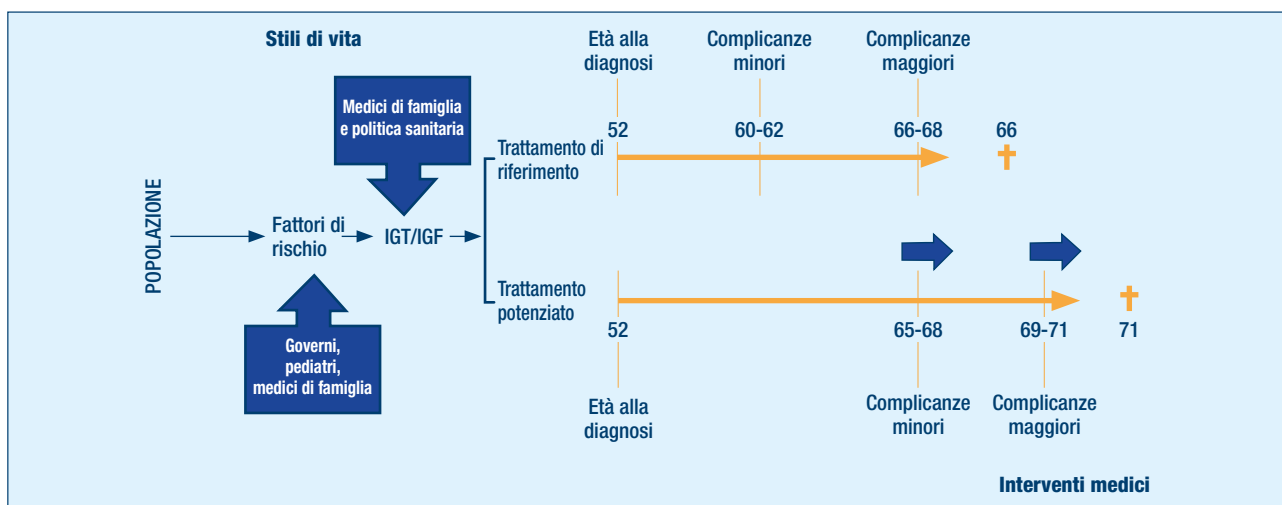 Stili di vita
Età alla
diagnosi
Complicanze
minori
Complicanze
maggiori
Medici di famiglia
e politica sanitaria
52
60-62
66-68
66
Trattamento di
riferimento
POPOLAZIONE
Fattori di
rischio
IGT/IGF
Trattamento
potenziato
Governi,
pediatri,
medici di famiglia
52
65-68
69-71
71
Età alla
diagnosi
Complicanze
minori
Complicanze
maggiori
Interventi medici